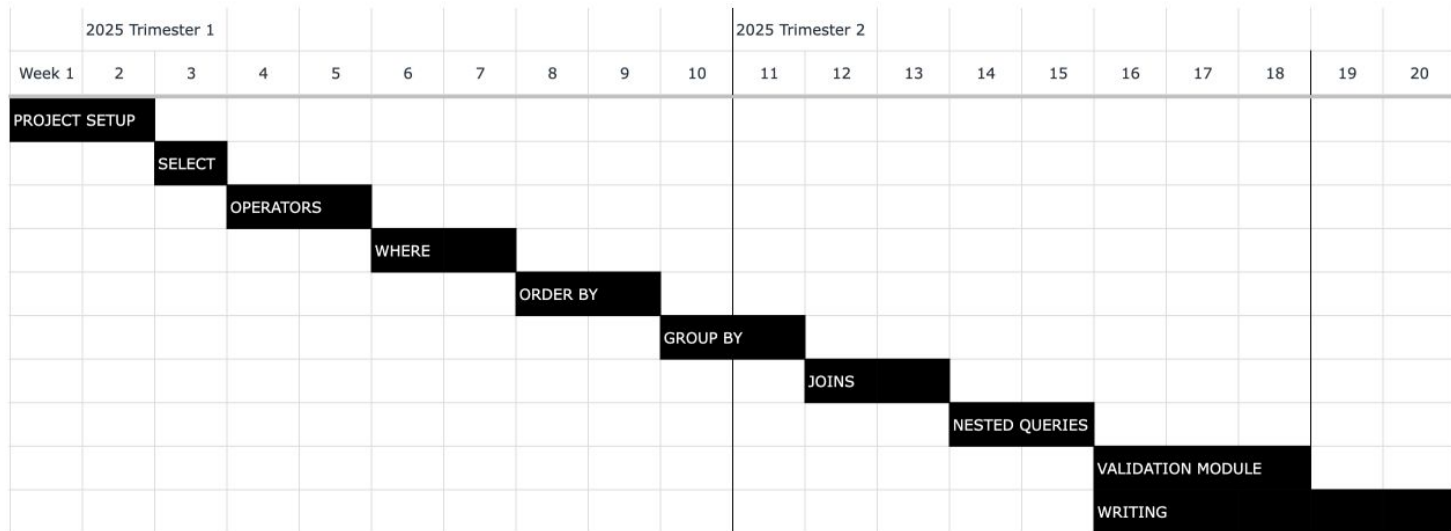 2025 Trimester 1 2025 Trimester 2
Week 1 2 3 4 5 6 7 8 9 10 11 12 13 14 15 16 17 18 19 20
PROJECT SETUP
SELECT
OPERATORS
WHERE
ORDER BY
GROUP BY
JOINS
NESTED QUERIES
VALIDATION MODULE
WRITING